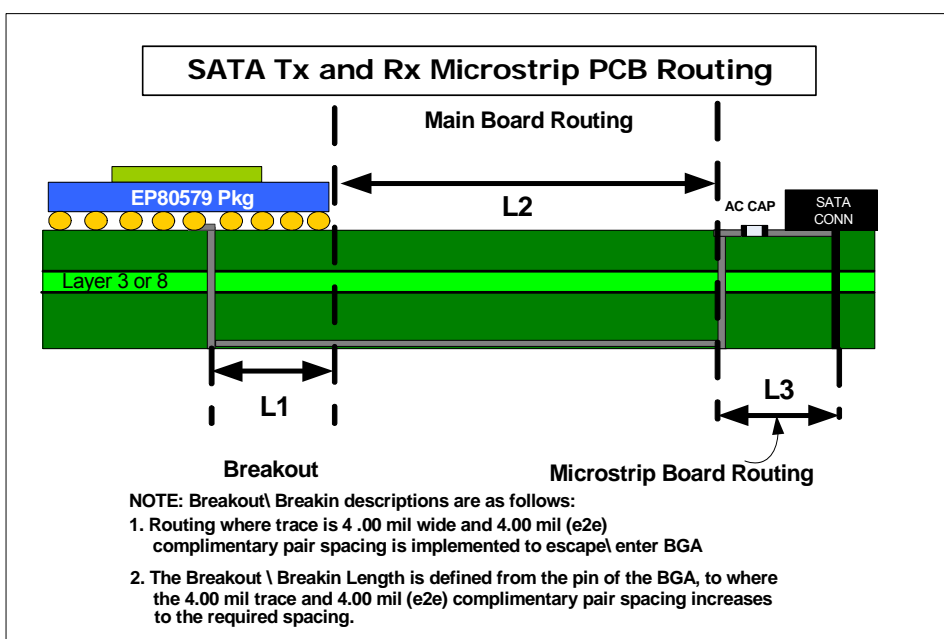 SATA Tx and Rx Microstrip PCB Routing
Main Board Routing
L2
EP80579 Pkg
AC CAP
SATA
CONN
Layer 3 or 8
L1
L3
Breakout
Microstrip Board Routing
NOTE: Breakout\ Breakin descriptions are as follows:
1. Routing where trace is 4 .00 mil wide and 4.00 mil (e2e)
complimentary pair spacing is implemented to escape\ enter BGA
2. The Breakout \ Breakin Length is defined from the pin of the BGA, to where
the 4.00 mil trace and 4.00 mil (e2e) complimentary pair spacing increases
to the required spacing.